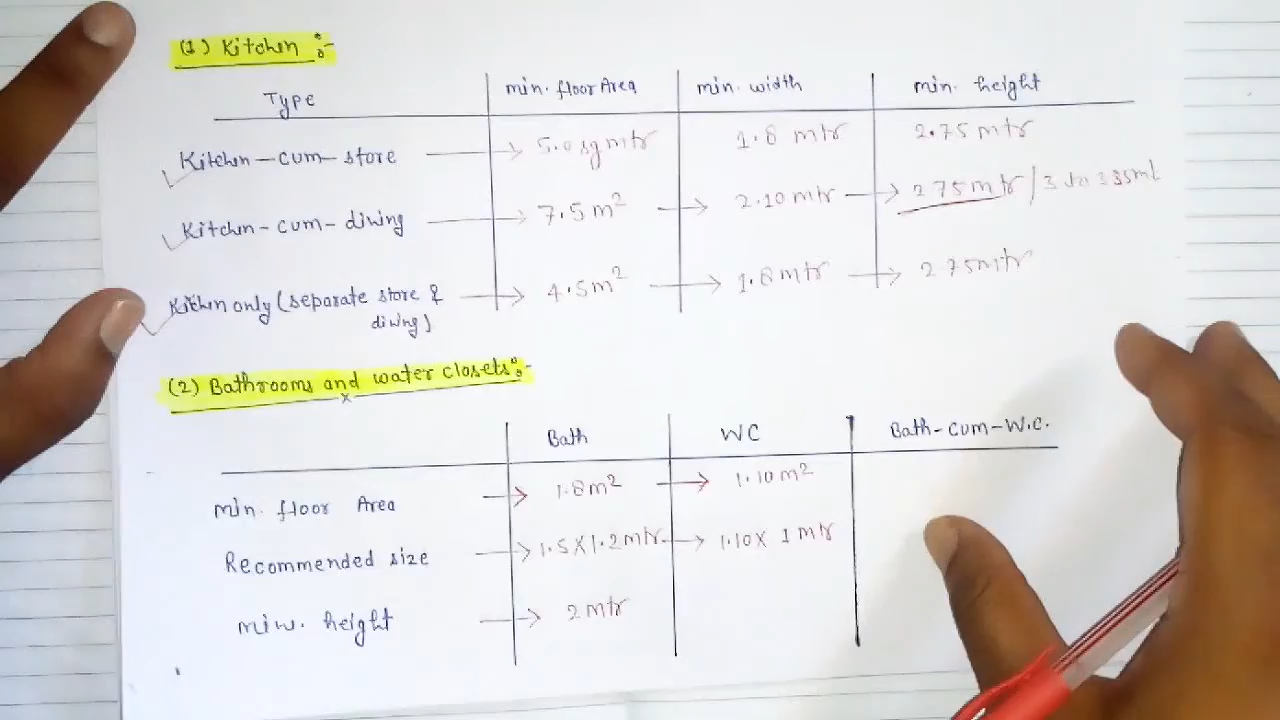 (1) Kitchen :-
Type min. floor Area min. width min. height
Kitchen-cum-store → 5.0 sq mtr 1.8 mtr 2.75 mtr
Kitchen-cum-dining → 7.5 m² → 2.10 mtr → 2.75 mtr / 3 to
Kitchen only (separate store & → 4.5 m² → 1.8 mtr → 2.75 mtr
dining)
(2) Bathrooms and water closets :-
Bath WC Bath-cum-W.C.
Min. floor Area → 1.8 m² → 1.10 m²
Recommended size → 1.5 X 1.2 mtr. → 1.10 X 1 mtr
min. height → 2 mtr